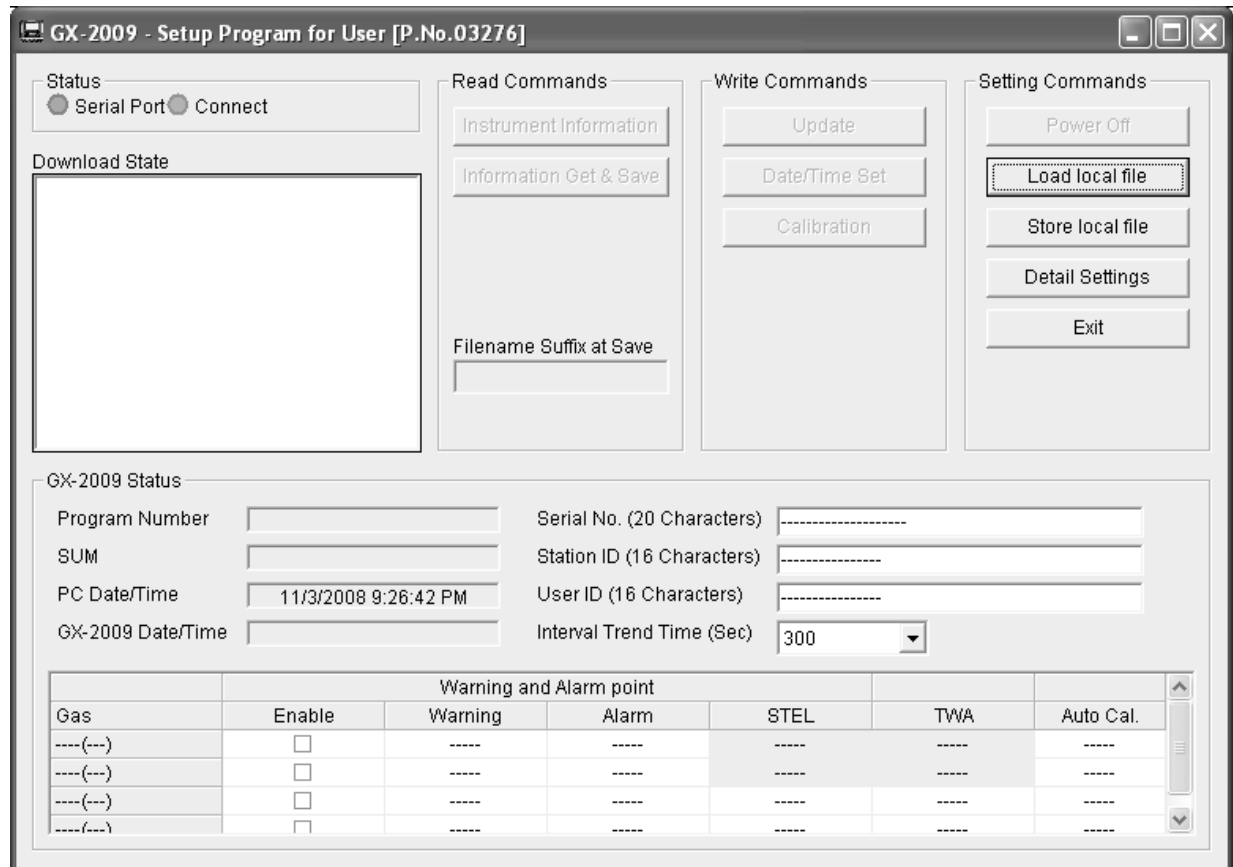 GX-2009 - Setup Program for User [P.No.03276]
Status
Serial Port Connect
Download State
Read Commands
Instrument Information
Information Get & Save
Filename Suffix at Save
Write Commands
Update
Date/Time Set
Calibration
Setting Commands
Power Off
Load local file
Store local file
Detail Settings
Exit
GX-2009 Status
Program Number
SUM
PC Date/Time 11/3/2008 9:26:42 PM
GX-2009 Date/Time
Serial No. (20 Characters) --------------------
Station ID (16 Characters) ----------------
User ID (16 Characters) ----------------
Interval Trend Time (Sec) 300
Warning and Alarm point
Gas Enable Warning Alarm STEL TWA Auto Cal.
----(---) ----- ----- ----- ----- -----
----(---) ----- ----- ----- ----- -----
----(---) ----- ----- ----- ----- -----
----(---) ----- ----- ----- ----- -----